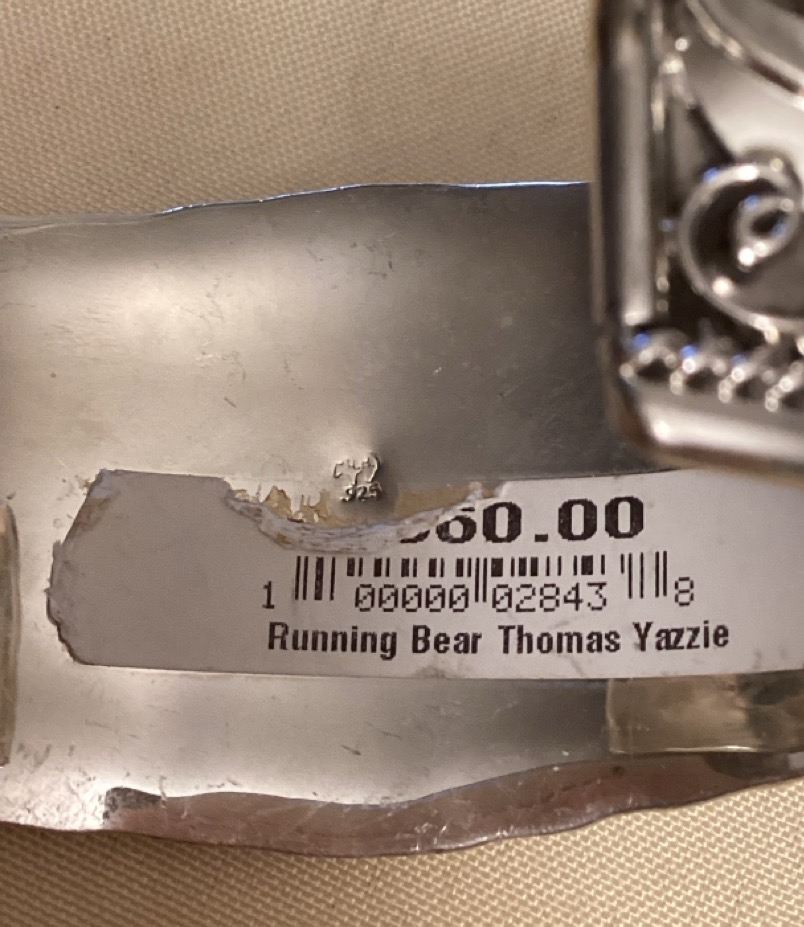 .925
60.00
1 00000 02843 8
Running Bear Thomas Yazzie